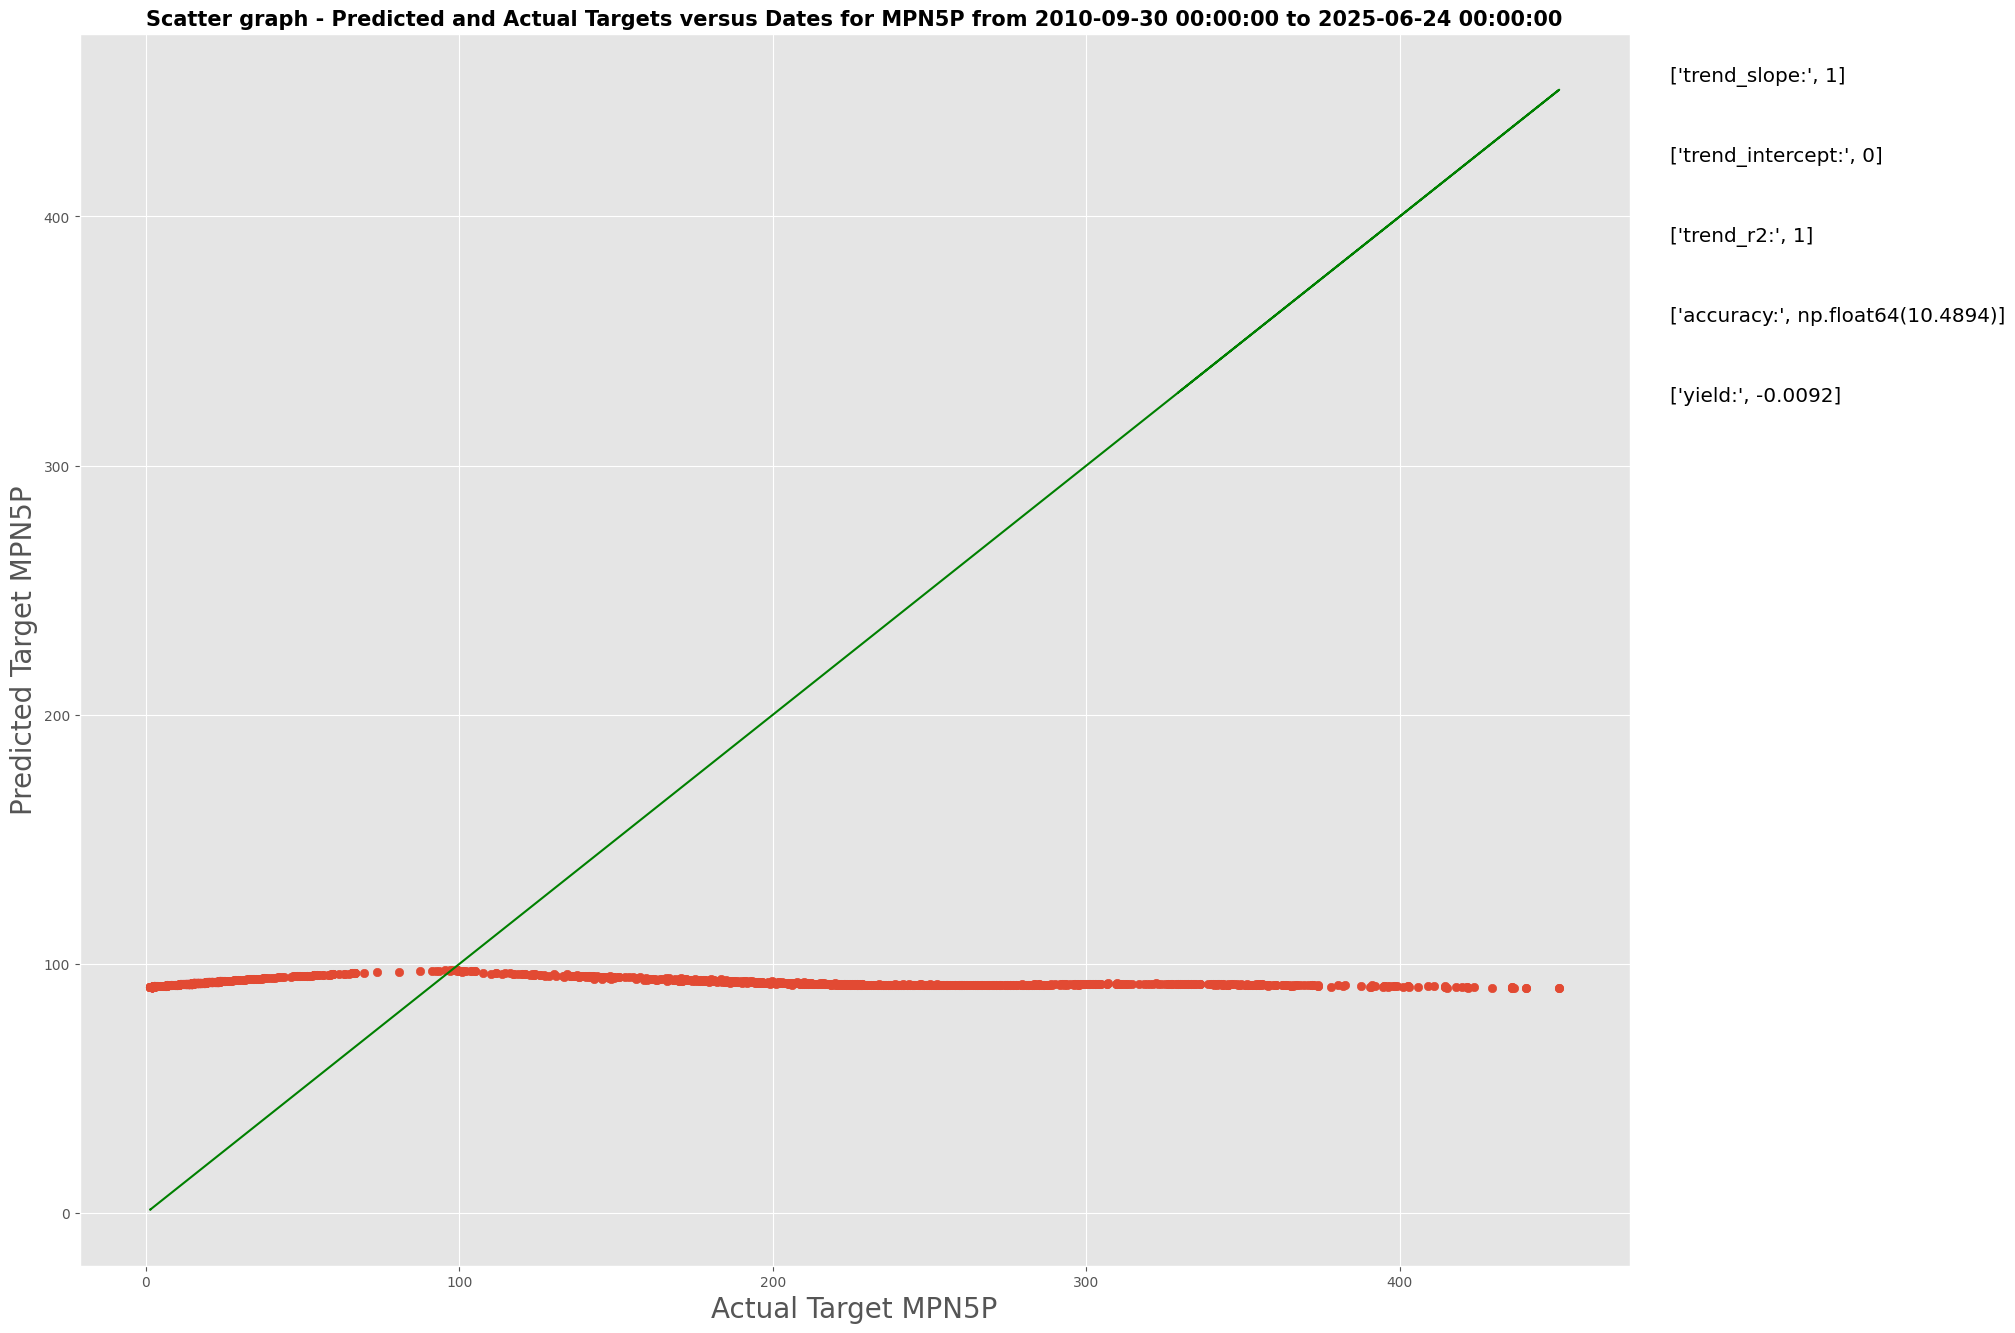 Scatter graph - Predicted and Actual Targets versus Dates for MPN5P from 2010-09-30 00:00:00 to 2025-06-24 00:00:00
['trend_slope:', 1]
['trend_intercept:', 0]
['trend_r2:', 1]
['accuracy:', np.float64(10.4894)]
['yield:', -0.0092]
Predicted Target MPN5P
400
300
200
100
0
0 100 200 300 400
Actual Target MPN5P